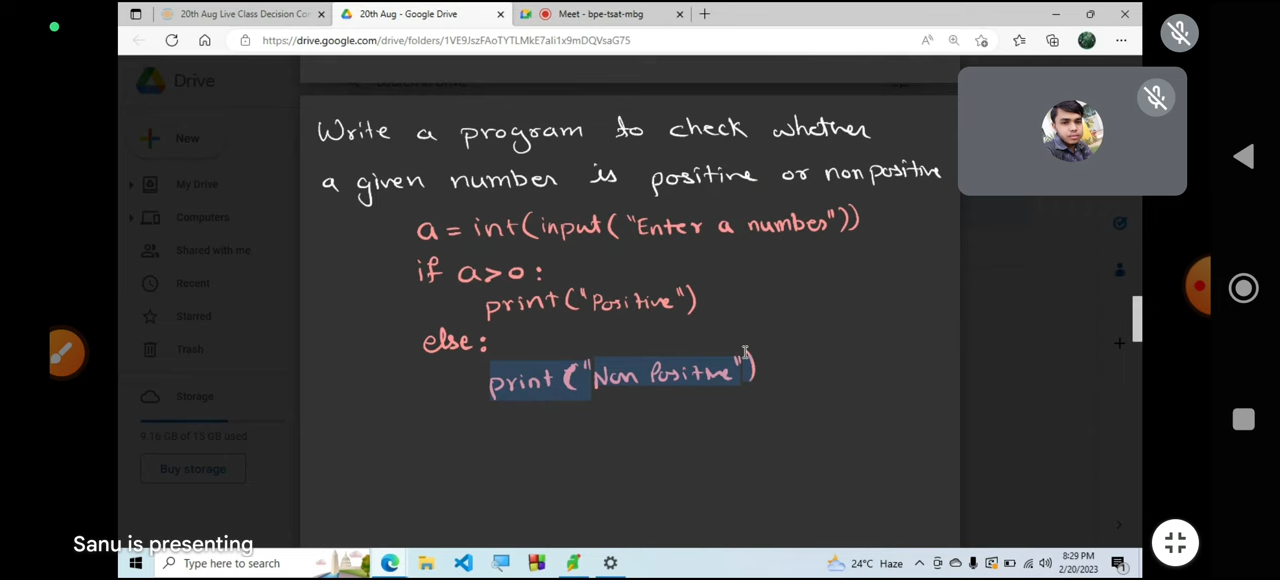 20th Aug Live Class Decision Con
20th Aug - Google Drive
Meet - bpe-tsat-mbg
https://drive.google.com/drive/folders/1VE9JszFAoTYTLMkE7aIi1x9mDQVsaG75
Drive
New
My Drive
Computers
Shared with me
Recent
Starred
Trash
Storage
9.16 GB of 15 GB used
Buy storage
Write a program to check whether
a given number is positive or non positive
a = int(input("Enter a number"))
if a>0:
print("Positive")
else:
print("Non Positive")
Sanu is presenting
Type here to search
24°C Haze
8:29 PM
2/20/2023